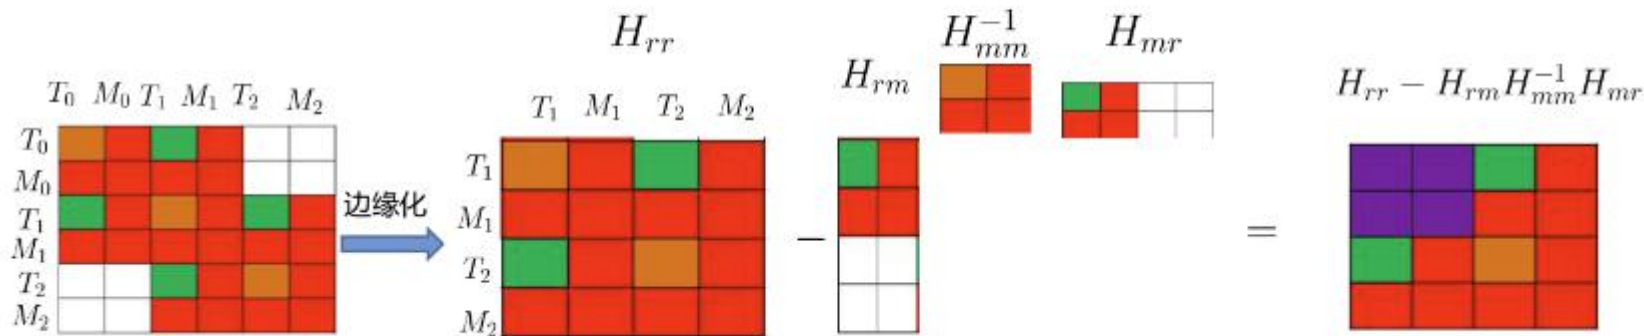 H_{rr}
H_{mm}^{-1}
H_{mr}
H_{rm}
H_{rr} - H_{rm} H_{mm}^{-1} H_{mr}
T_0 M_0 T_1 M_1 T_2 M_2
T_1 M_1 T_2 M_2
T_0
M_0
T_1
M_1
T_2
M_2
边缘化
T_1
M_1
T_2
M_2
−
=